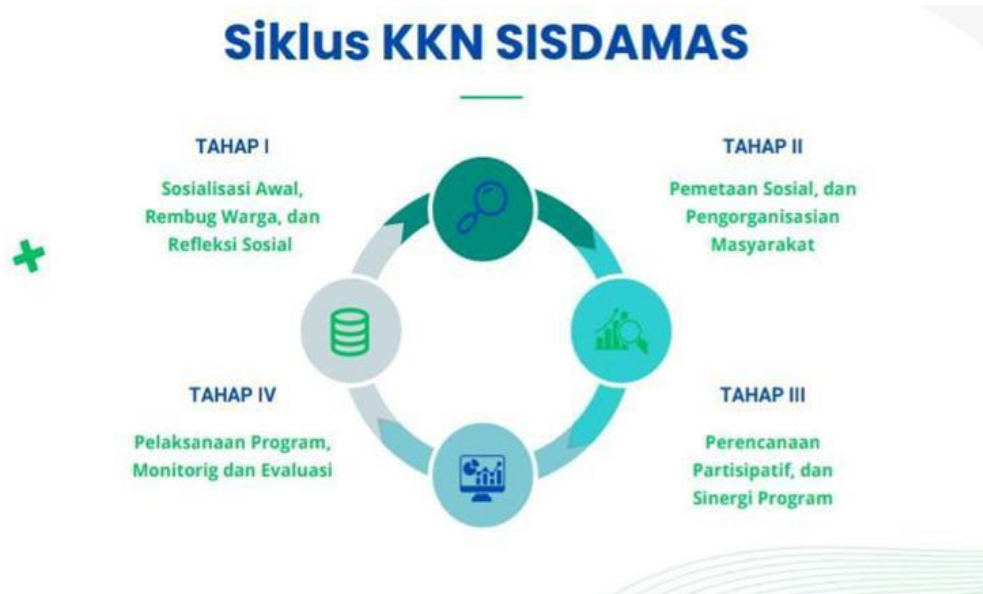 Siklus KKN SISDAMAS
TAHAP I
Sosialisasi Awal,
Rembug Warga, dan
Refleksi Sosial
TAHAP II
Pemetaan Sosial, dan
Pengorganisasian
Masyarakat
TAHAP III
Perencanaan
Partisipatif, dan
Sinergi Program
TAHAP IV
Pelaksanaan Program,
Monitorig dan Evaluasi